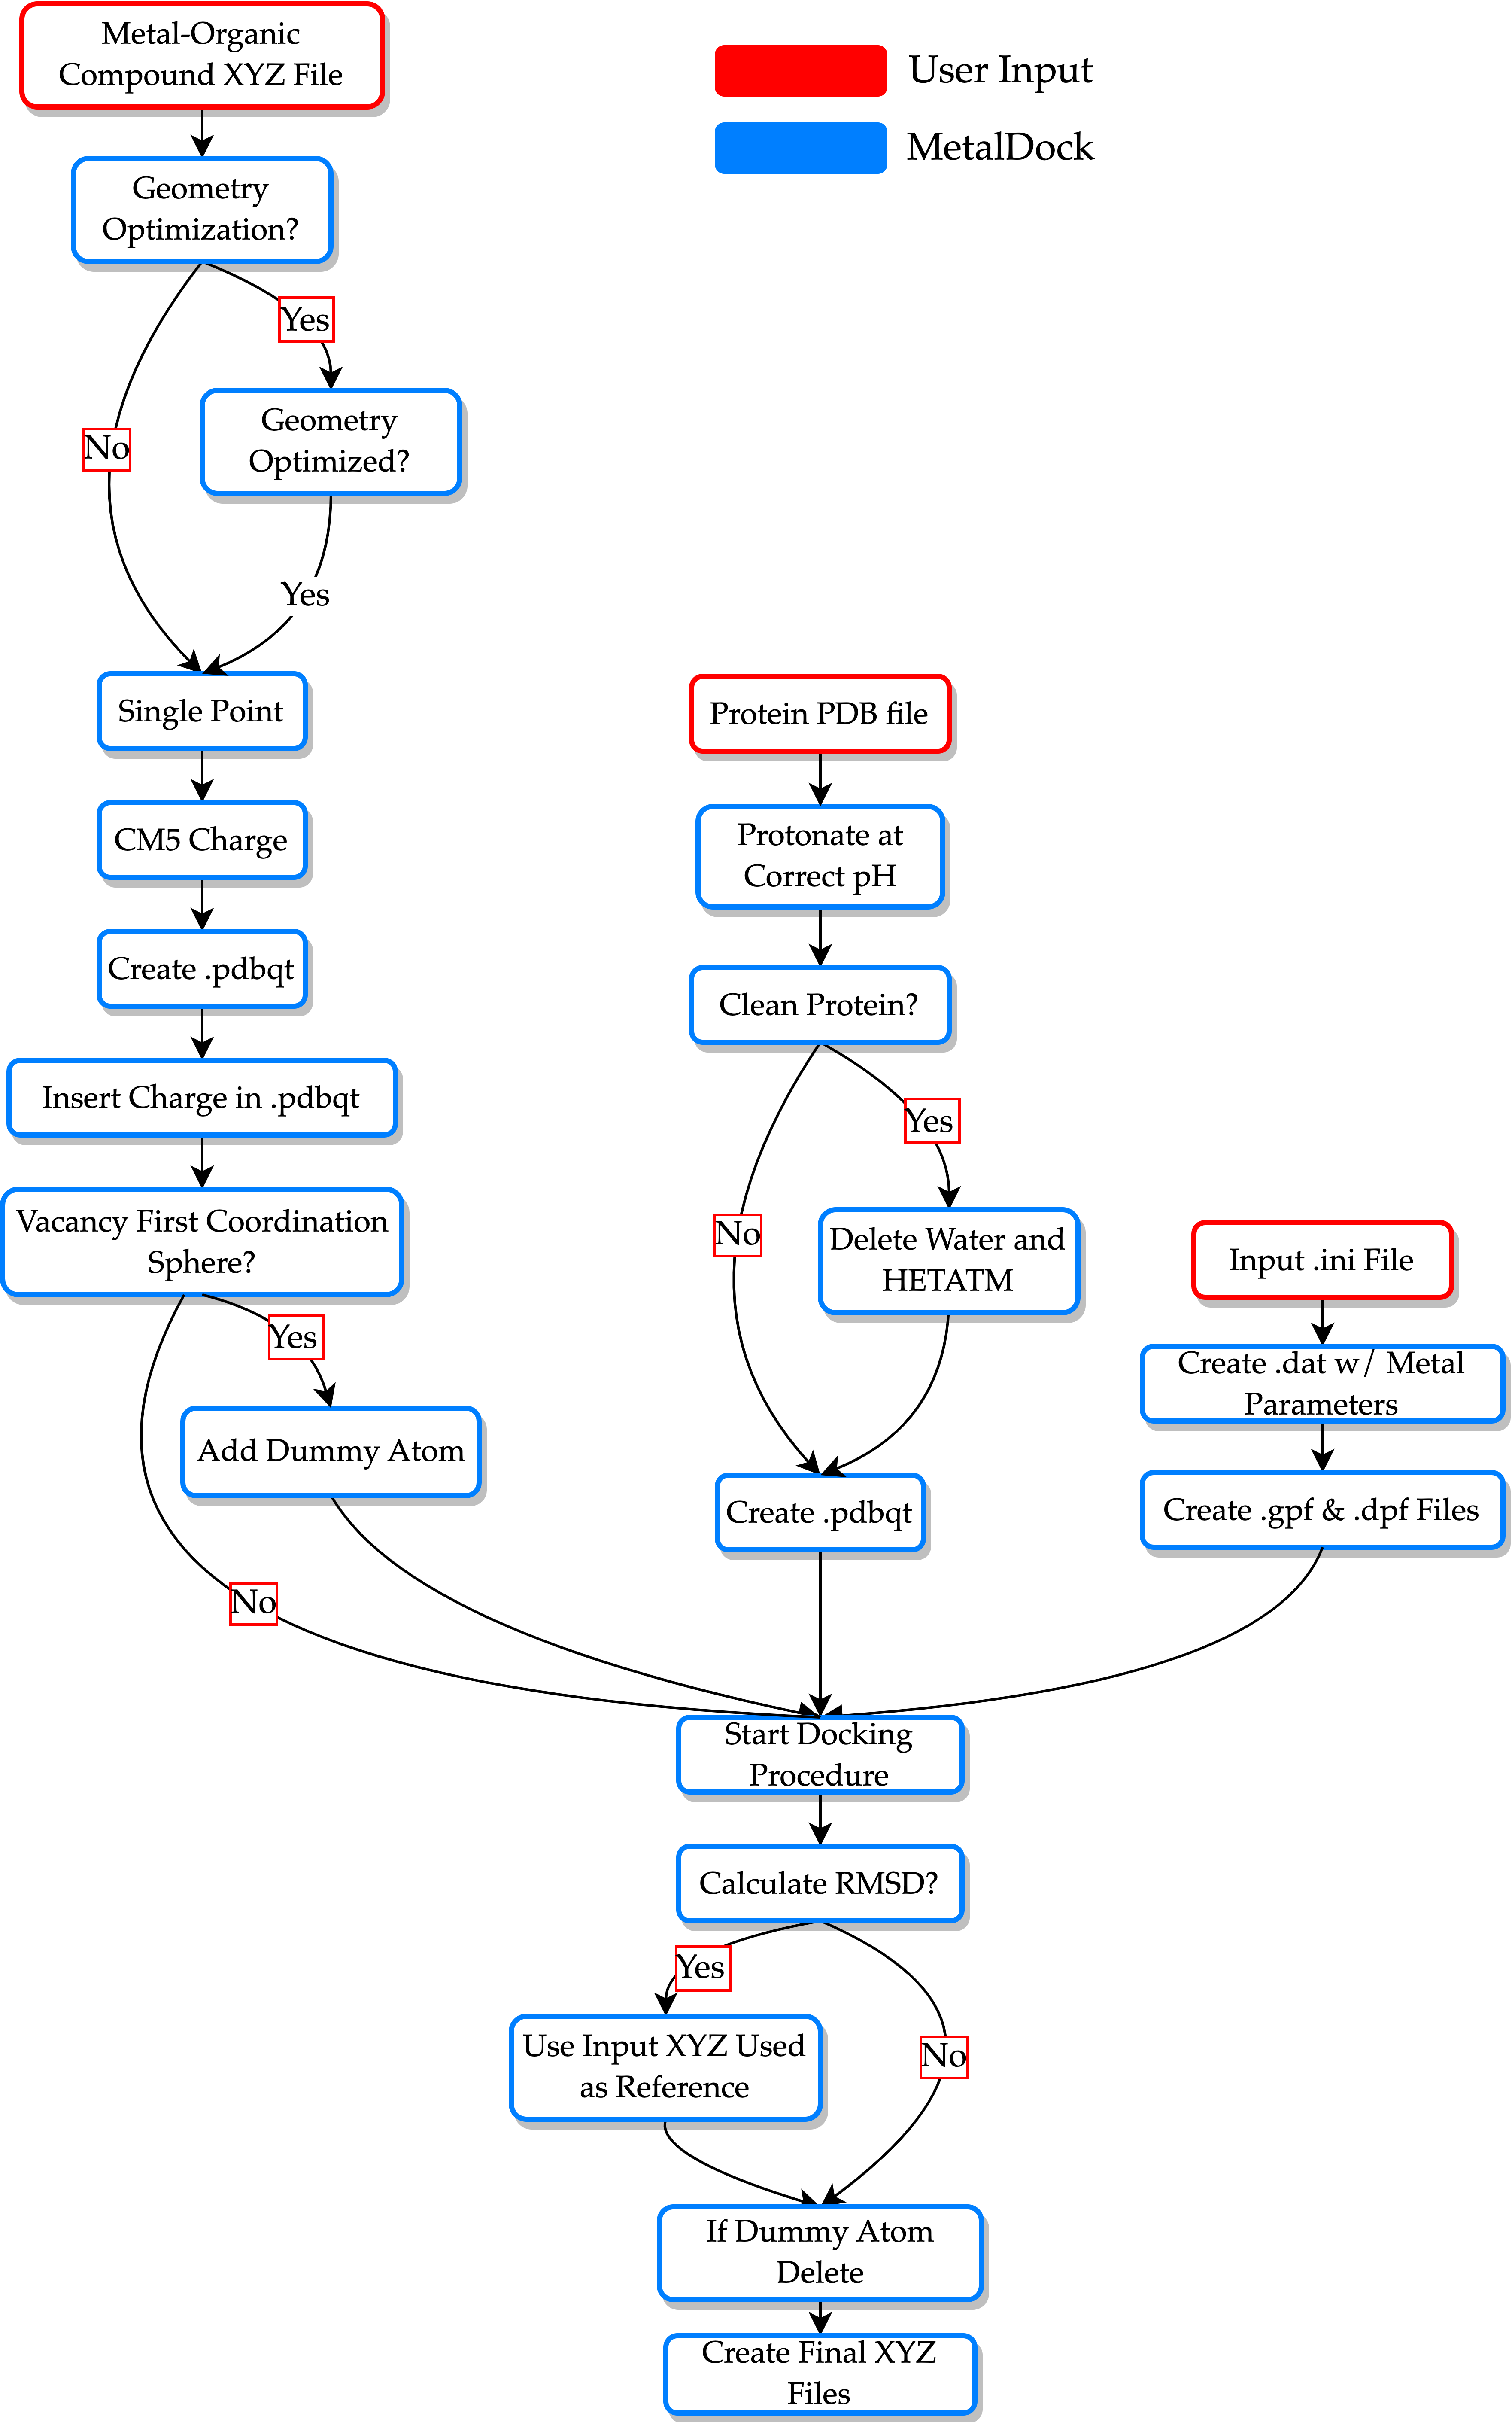 Metal-Organic
Compound XYZ File
User Input
MetalDock
Geometry
Optimization?
Yes
No
Geometry
Optimized?
Yes
Single Point
CM5 Charge
Create .pdbqt
Insert Charge in .pdbqt
Vacancy First Coordination
Sphere?
Yes
Add Dummy Atom
No
Protein PDB file
Protonate at
Correct pH
Clean Protein?
Yes
No
Delete Water and
HETATM
Create .pdbqt
Input .ini File
Create .dat w/ Metal
Parameters
Create .gpf & .dpf Files
Start Docking
Procedure
Calculate RMSD?
Yes
Use Input XYZ Used
as Reference
No
If Dummy Atom
Delete
Create Final XYZ
Files